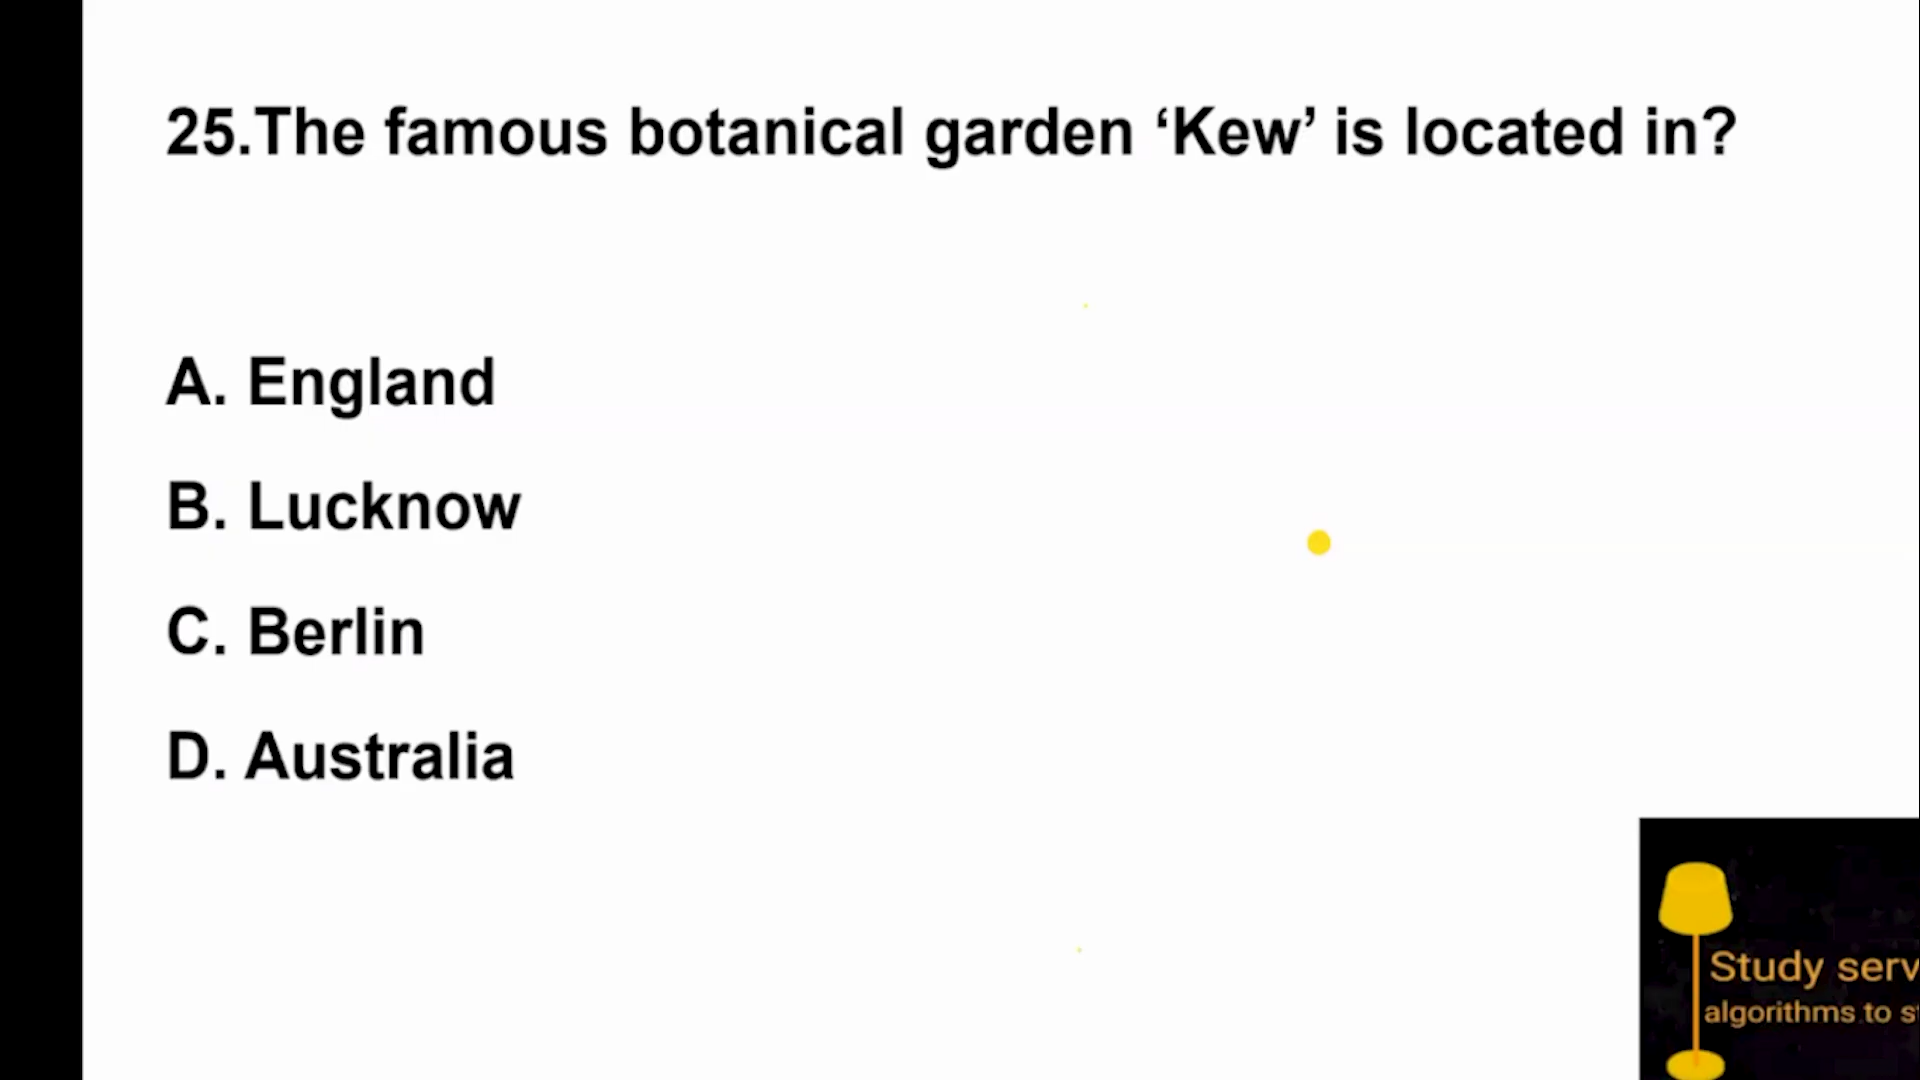 25.The famous botanical garden ‘Kew’ is located in?
A. England
B. Lucknow
C. Berlin
D. Australia
Study serv
algorithms to s